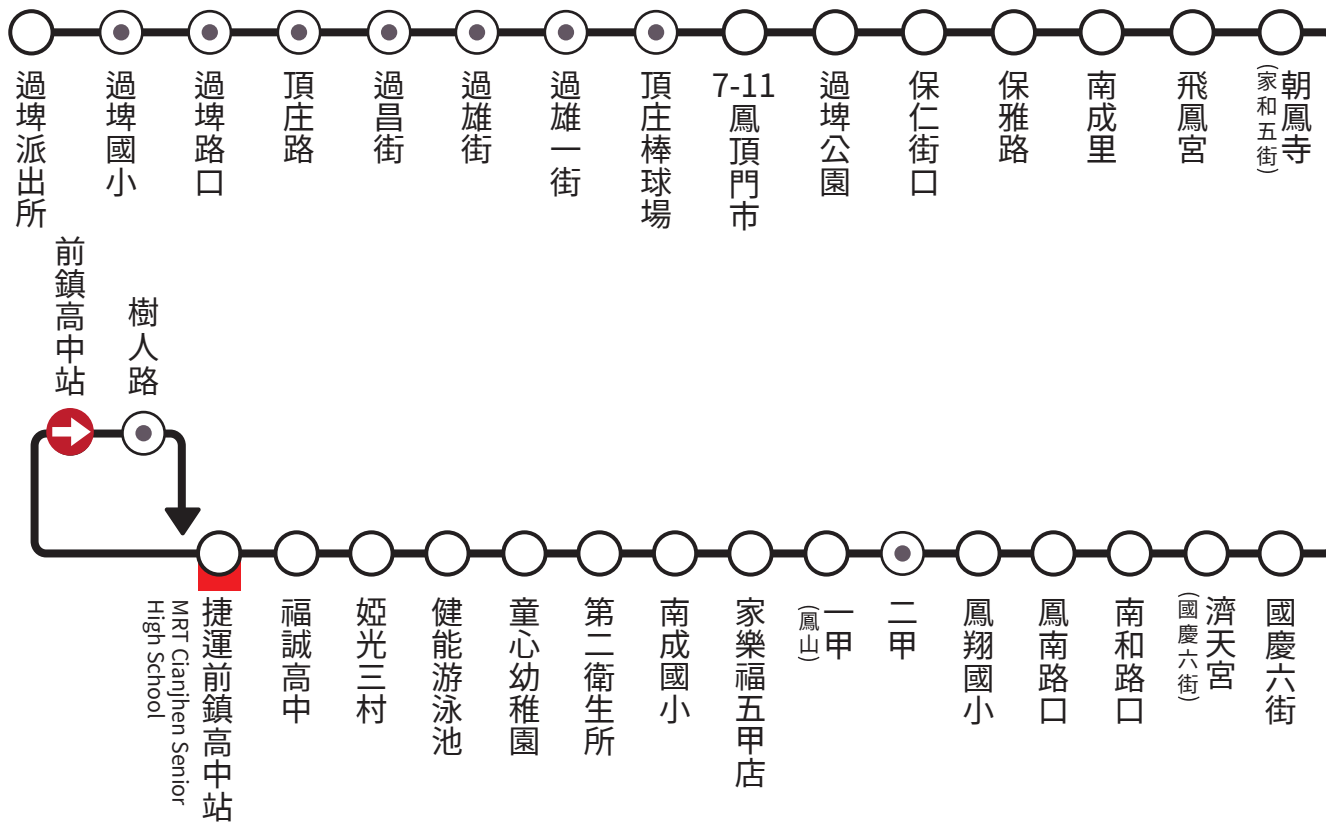 過埤派出所
過埤國小
過埤路口
頂庄路
過昌街
過雄街
過雄一街
頂庄棒球場
7-11鳳頂門市
過埤公園
保仁街口
保雅路
南成里
飛鳳宮
朝鳳寺
(家和五街)
前鎮高中站
樹人路
捷運前鎮高中站
MRT Cianjhen Senior
High School
福誠高中
婭光三村
健能游泳池
童心幼稚園
第二衛生所
南成國小
家樂福五甲店
一甲
(鳳山)
二甲
鳳翔國小
鳳南路口
南和路口
濟天宮
(國慶六街)
國慶六街